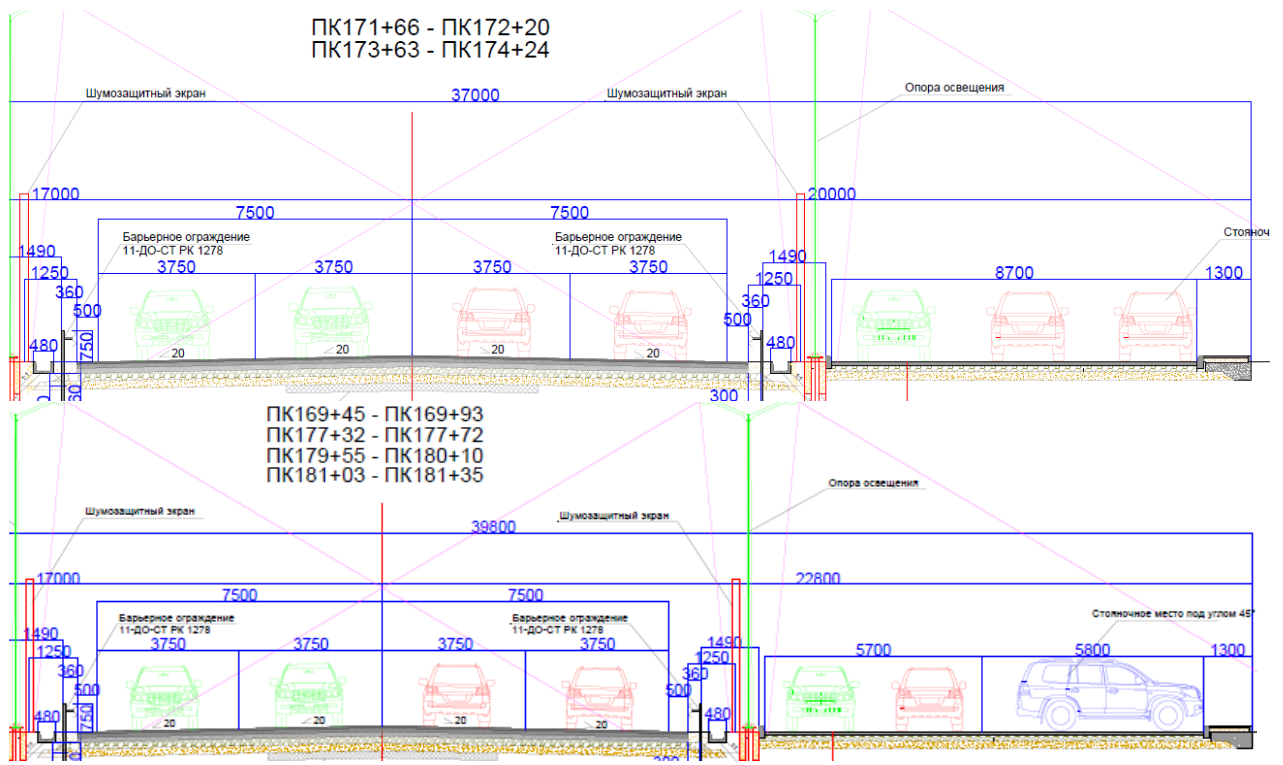 ПК171+66 - ПК172+20
ПК173+63 - ПК174+24
Шумозащитный экран
37000
Шумозащитный экран
Опора освещения
17000
20000
7500
7500
Барьерное ограждение
11-ДО-СТ РК 1278
Барьерное ограждение
11-ДО-СТ РК 1278
Стояноч
1490
1250
360
500
750
480
3750
3750
3750
3750
1490
1250
360
500
480
8700
1300
20
20
20
20
300
ПК169+45 - ПК169+93
ПК177+32 - ПК177+72
ПК179+55 - ПК180+10
ПК181+03 - ПК181+35
Шумозащитный экран
39800
Шумозащитный экран
Опора освещения
17000
22800
7500
7500
Барьерное ограждение
11-ДО-СТ РК 1278
Барьерное ограждение
11-ДО-СТ РК 1278
Стояночное место под углом 45°
1490
1250
360
500
750
480
3750
3750
3750
3750
1490
1250
360
500
480
5700
5800
1300
20
20
20
20